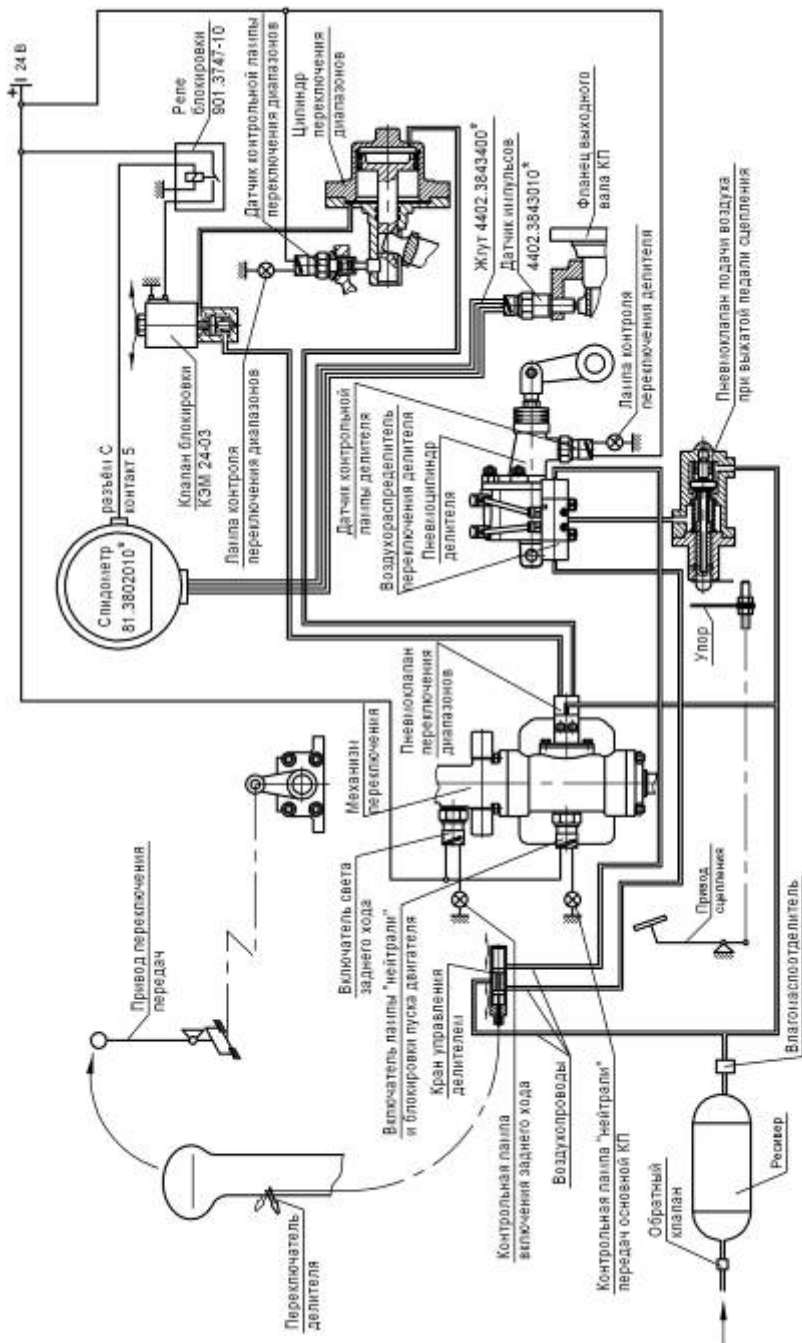 24 В
Реле
блокировки
901.3747-10
Датчик контрольной лампы
переключения диапазонов
Цилиндр
переключения
диапазонов
Жгут 4402.3843400*
Датчик импульсов
4402.3843010*
Фланец выходного
вала КП
Спидометр
81.3802010*
разъём С
контакт 5
Клапан блокировки
КЭМ 24-03
Лампа контроля
переключения диапазонов
Датчик контрольной
лампы делителя
Воздухораспределитель
переключения делителя
Пневмоцилиндр
делителя
Лампа контроля
переключения делителя
Пневмоклапан подачи воздуха
при выжатой педали сцепления
Механизм
переключения
Пневмоклапан
переключения
диапазонов
Упор
Привод переключения
передач
Включатель света
заднего хода
Включатель лампы "нейтрали"
и блокировки пуска двигателя
Кран управления
делителем
Привод
сцепления
Переключатель
делителя
Контрольная лампа
включения заднего хода
Воздухопроводы
Контрольная лампа "нейтрали"
передач основной КП
Обратный
клапан
Ресивер
Влагомаслоотделитель